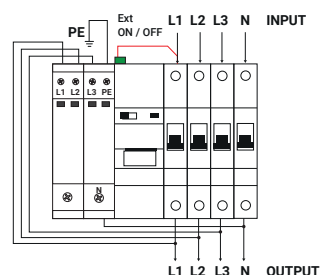 Ext
ON / OFF
L1 L2 L3 N INPUT
PE
L1 L2 L3 PE
N
L1 L2 L3 N OUTPUT